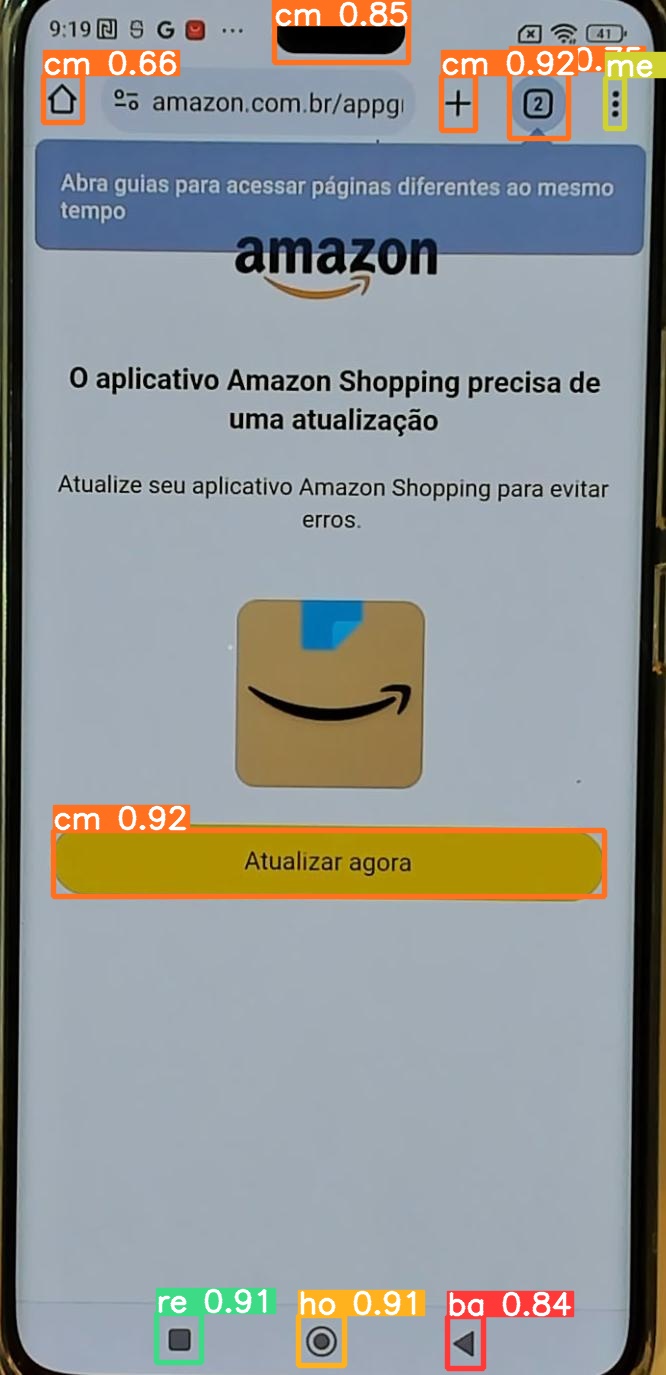 cm 0.85
9:19 G ... 41
cm 0.66 cm 0.92 me
amazon.com.br/appg 2
Abra guias para acessar páginas diferentes ao mesmo
tempo
amazon
O aplicativo Amazon Shopping precisa de
uma atualização
Atualize seu aplicativo Amazon Shopping para evitar
erros.
cm 0.92
Atualizar agora
re 0.91 ho 0.91 ba 0.84